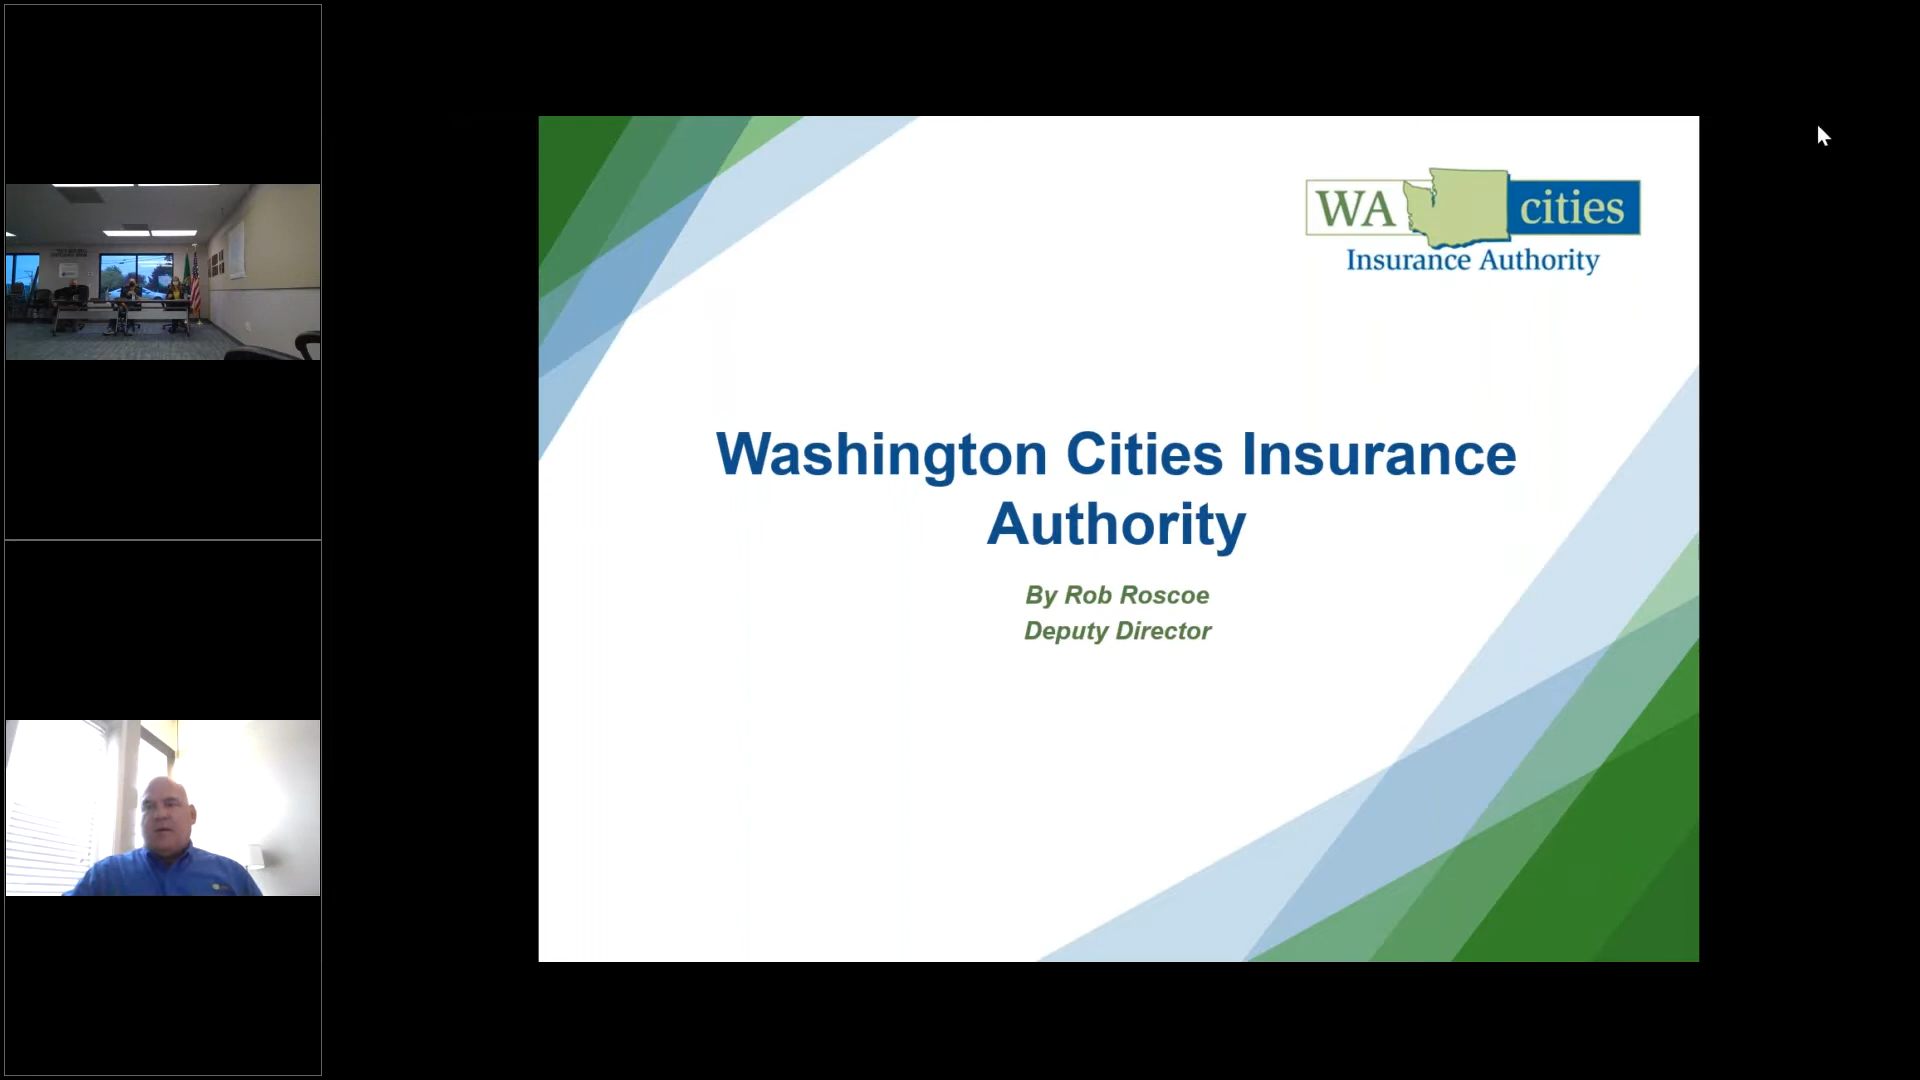 WA cities
Insurance Authority
Washington Cities Insurance
Authority
By Rob Roscoe
Deputy Director